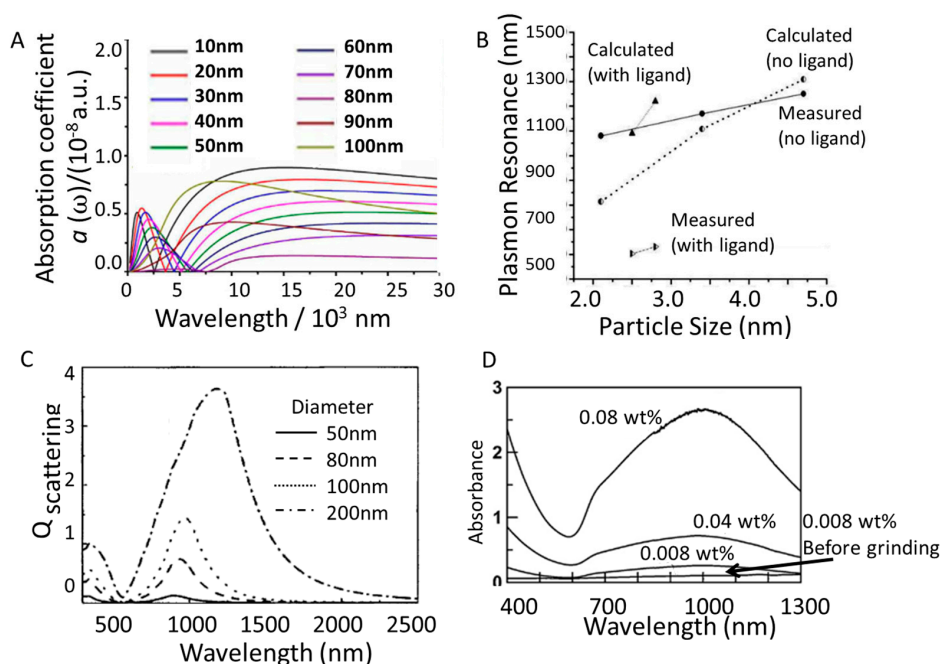 A
Absorption coefficient
α (ω)/(10⁻⁸ a.u.)
2.0
1.5
1.0
0.5
0.0
10nm
20nm
30nm
40nm
50nm
60nm
70nm
80nm
90nm
100nm
0 5 10 15 20 25 30
Wavelength / 10³ nm
B
Plasmon Resonance (nm)
1500
1300
1100
900
700
500
Calculated
(with ligand)
Calculated
(no ligand)
Measured
(no ligand)
Measured
(with ligand)
2.0 3.0 4.0 5.0
Particle Size (nm)
C
Q scattering
4
3
2
1
0
Diameter
50nm
80nm
100nm
200nm
500 1000 1500 2000 2500
Wavelength (nm)
D
Absorbance
3
2
1
0
0.08 wt%
0.04 wt%
0.008 wt%
0.008 wt%
Before grinding
400 700 1000 1300
Wavelength (nm)